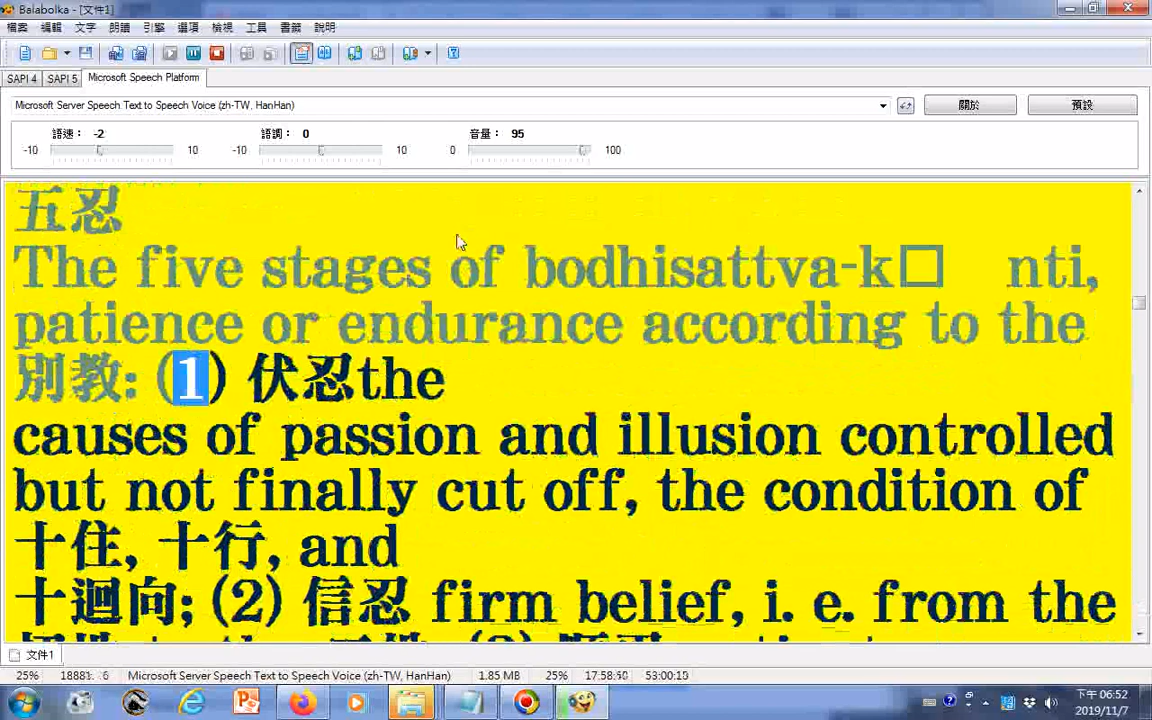 Balabolka - [文件1]
檔案 編輯 文字 朗讀 引擎 選項 檢視 工具 書籤 說明
SAPI 4 SAPI 5 Microsoft Speech Platform
Microsoft Server Speech Text to Speech Voice (zh-TW, HanHan) 關於 預設
語速: -2 語調: 0 音量: 95
-10 10 -10 10 0 100
五忍
The five stages of bodhisattva-k□ nti,
patience or endurance according to the
別教: (1) 伏忍the
causes of passion and illusion controlled
but not finally cut off, the condition of
十住, 十行, and
十迴向; (2) 信忍 firm belief, i. e. from the
文件1
25% Microsoft Server Speech Text to Speech Voice (zh-TW, HanHan) 1.85 MB 25% 17:58:50 53:00:10
下午 06:52
2019/11/7